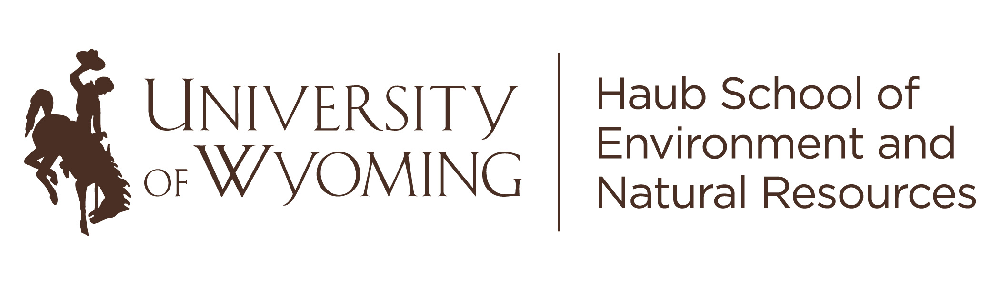 UNIVERSITY
OF WYOMING
Haub School of
Environment and
Natural Resources